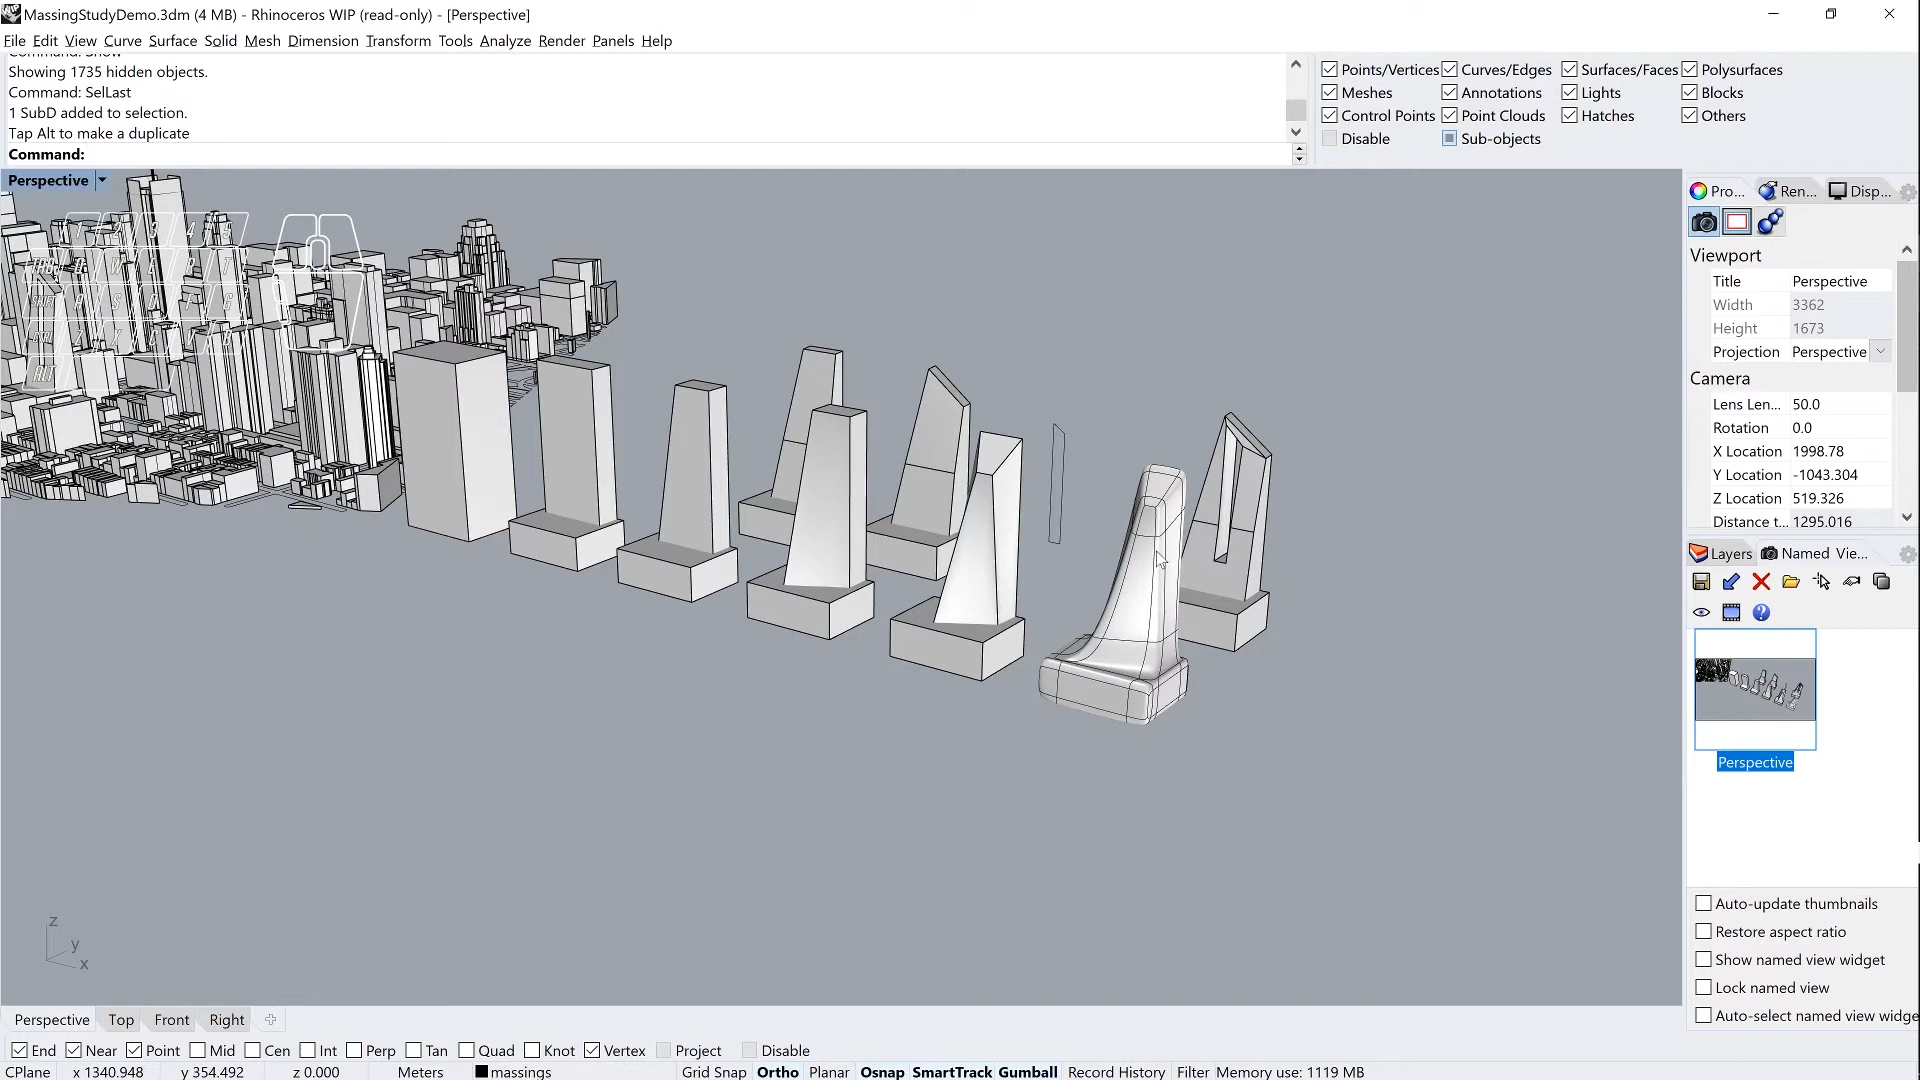 MassingStudyDemo.3dm (4 MB) - Rhinoceros WIP (read-only) - [Perspective]
File Edit View Curve Surface Solid Mesh Dimension Transform Tools Analyze Render Panels Help
Showing 1735 hidden objects.
Command: SelLast
1 SubD added to selection.
Tap Alt to make a duplicate
Command:
Points/Vertices Curves/Edges Surfaces/Faces Polysurfaces
Meshes Annotations Lights Blocks
Control Points Point Clouds Hatches Others
Disable Sub-objects
Perspective
1 2 3 4 5
TAB Q W E R T
A S F G
CTRL Z X C V B
ALT
Pro... Ren... Disp...
Viewport
Title Perspective
Width 3362
Height 1673
Projection Perspective
Camera
Lens Len... 50.0
Rotation 0.0
X Location 1998.78
Y Location -1043.304
Z Location 519.326
Distance t... 1295.016
Layers Named Vie...
Perspective
Auto-update thumbnails
Restore aspect ratio
Show named view widget
Lock named view
Auto-select named view widge
z
y
x
Perspective Top Front Right
End Near Point Mid Cen Int Perp Tan Quad Knot Vertex Project Disable
CPlane x 1340.948 y 354.492 z 0.000 Meters massings Grid Snap Ortho Planar Osnap SmartTrack Gumball Record History Filter Memory use: 1119 MB